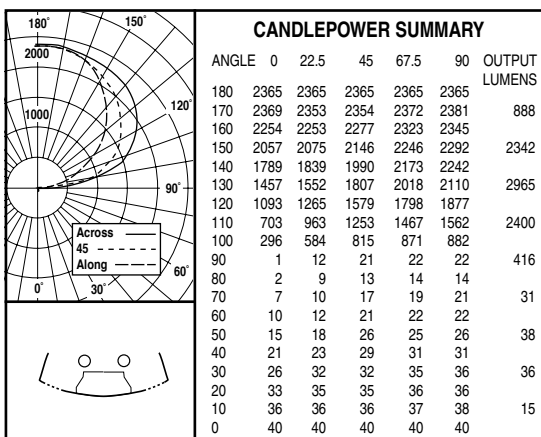 180° 150°
2000
120°
1000
90°
Across
45
Along
60°
0° 30°
CANDLEPOWER SUMMARY
ANGLE 0 22.5 45 67.5 90 OUTPUT
LUMENS
180 2365 2365 2365 2365 2365
170 2369 2353 2354 2372 2381 888
160 2254 2253 2277 2323 2345
150 2057 2075 2146 2246 2292 2342
140 1789 1839 1990 2173 2242
130 1457 1552 1807 2018 2110 2965
120 1093 1265 1579 1798 1877
110 703 963 1253 1467 1562 2400
100 296 584 815 871 882
90 1 12 21 22 22 416
80 2 9 13 14 14
70 7 10 17 19 21 31
60 10 12 21 22 22
50 15 18 26 25 26 38
40 21 23 29 31 31
30 26 32 32 35 36 36
20 33 35 35 36 36
10 36 36 36 37 38 15
0 40 40 40 40 40